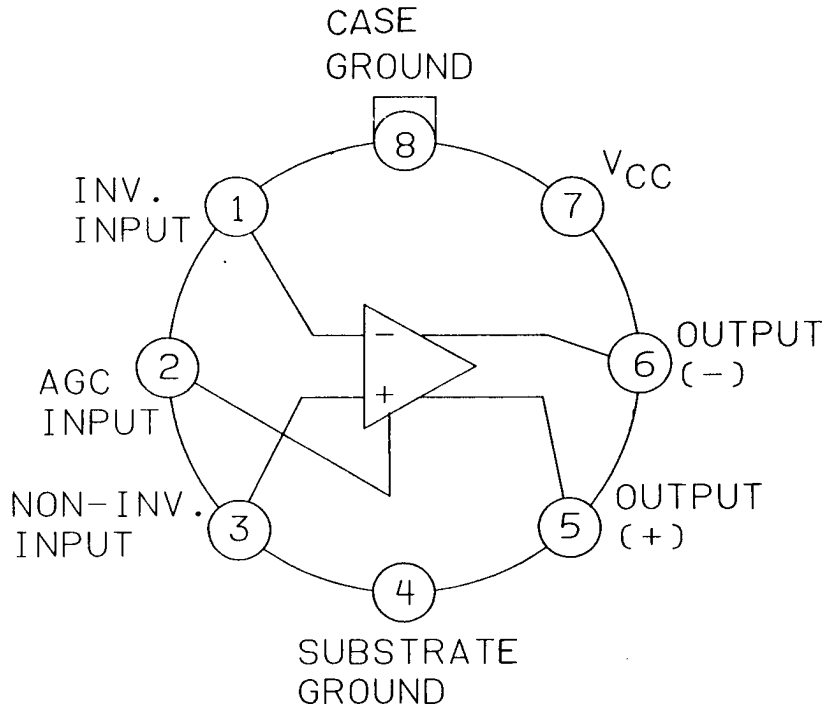 CASE
GROUND
8
INV.
INPUT
1
7
VCC
2
AGC
INPUT
-
+
6
OUTPUT
(-)
NON-INV.
INPUT
3
5
OUTPUT
(+)
4
SUBSTRATE
GROUND